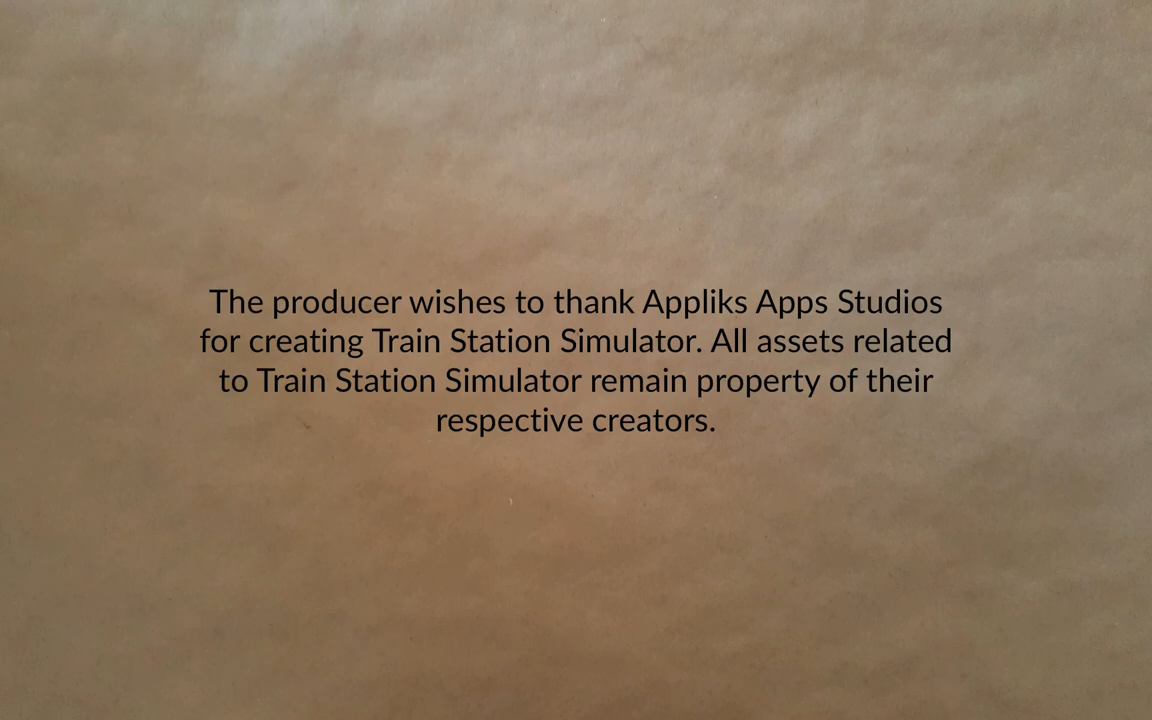 The producer wishes to thank Appliks Apps Studios
for creating Train Station Simulator. All assets related
to Train Station Simulator remain property of their
respective creators.